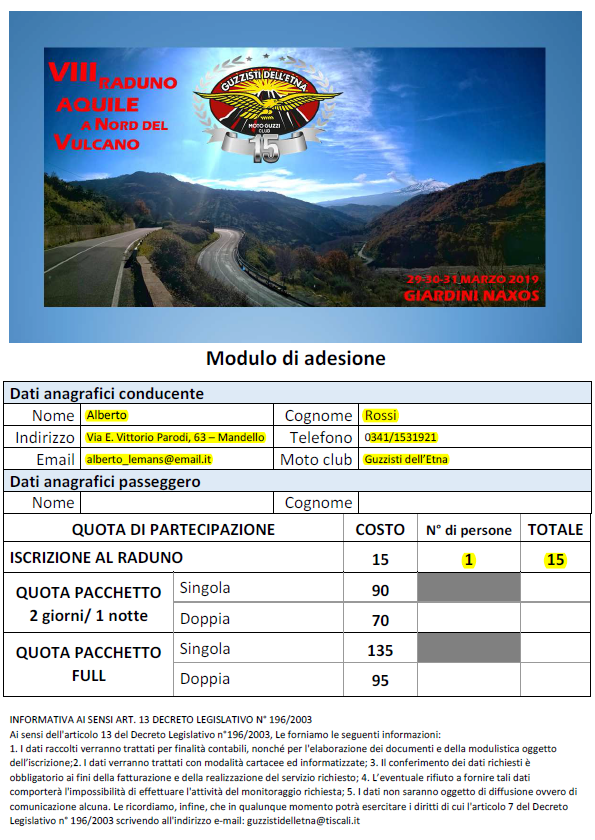 VIII RADUNO
AQUILE
A NORD DEL
VULCANO
GUZZISTI DELL'ETNA
MOTO GUZZI
CLUB
15
29-30-31 MARZO 2019
GIARDINI NAXOS
Modulo di adesione
Dati anagrafici conducente
Nome Alberto Cognome Rossi
Indirizzo Via E. Vittorio Parodi, 63 – Mandello Telefono 0341/1531921
Email alberto_lemans@email.it Moto club Guzzisti dell'Etna
Dati anagrafici passeggero
Nome Cognome
QUOTA DI PARTECIPAZIONE COSTO N° di persone TOTALE
ISCRIZIONE AL RADUNO 15 1 15
QUOTA PACCHETTO 2 giorni/ 1 notte Singola 90
Doppia 70
QUOTA PACCHETTO FULL Singola 135
Doppia 95
INFORMATIVA AI SENSI ART. 13 DECRETO LEGISLATIVO N° 196/2003
Ai sensi dell'articolo 13 del Decreto Legislativo n°196/2003, Le forniamo le seguenti informazioni:
1. I dati raccolti verranno trattati per finalità contabili, nonché per l'elaborazione dei documenti e della modulistica oggetto
dell'iscrizione;2. I dati verranno trattati con modalità cartacee ed informatizzate; 3. Il conferimento dei dati richiesti è
obbligatorio ai fini della fatturazione e della realizzazione del servizio richiesto; 4. L'eventuale rifiuto a fornire tali dati
comporterà l'impossibilità di effettuare l'attività del monitoraggio richiesta; 5. I dati non saranno oggetto di diffusione ovvero di
comunicazione alcuna. Le ricordiamo, infine, che in qualunque momento potrà esercitare i diritti di cui l'articolo 7 del Decreto
Legislativo n° 196/2003 scrivendo all'indirizzo e-mail: guzzistidelletna@tiscali.it